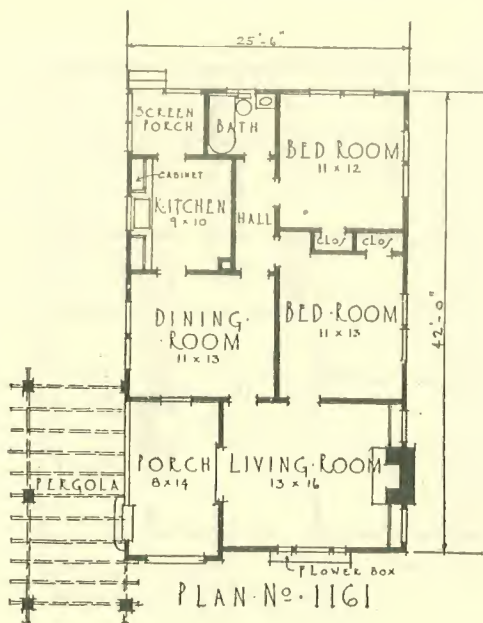 25'-6"
SCREEN
PORCH
BATH
BED ROOM
11 x 12
CABINET
KITCHEN
9 x 10
HALL
CLOS
CLOS
DINING·
·ROOM
11 x 13
BED·ROOM
11 x 13
42'-0"
PERGOLA
PORCH
8 x 14
LIVING·ROOM
13 x 16
FLOWER BOX
PLAN·No.·1161